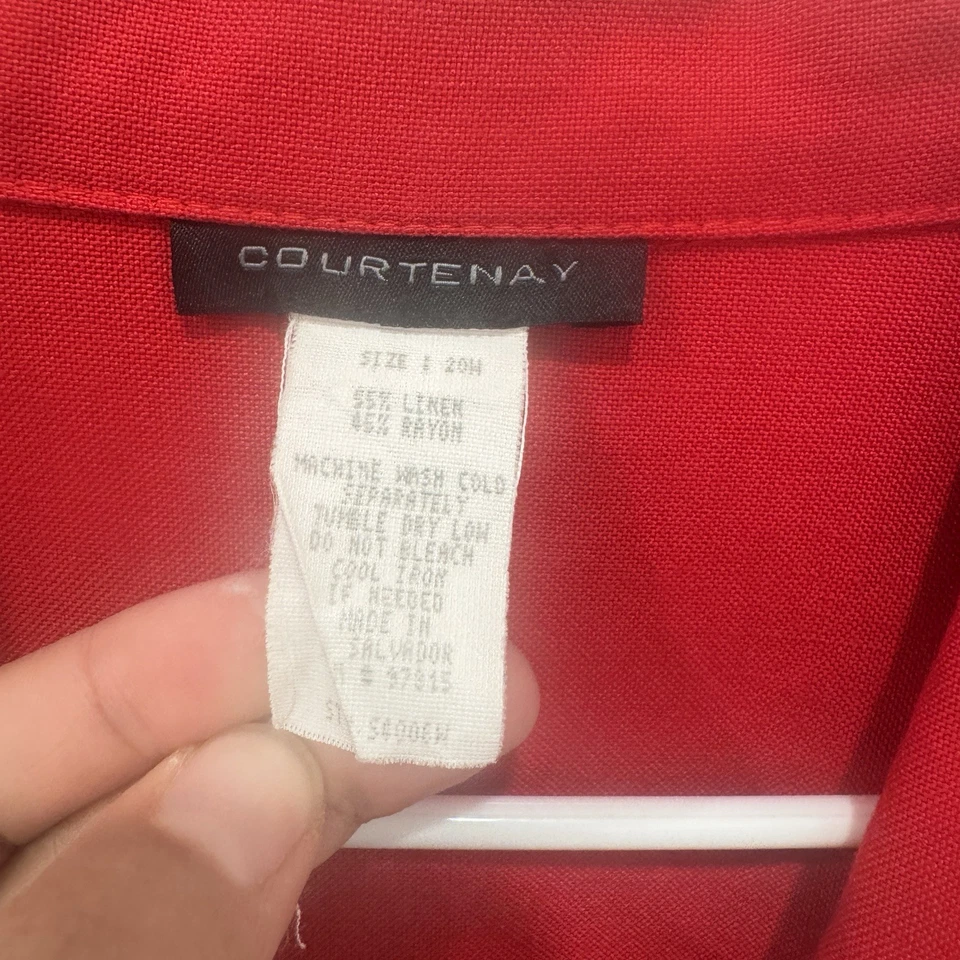 COURTENAY
SIZE : 20W
55% LINEN
45% RAYON
MACHINE WASH COLD
SEPARATELY
TUMBLE DRY LOW
DO NOT BLEACH
COOL IRON
IF NEEDED
MADE IN
SALVADOR